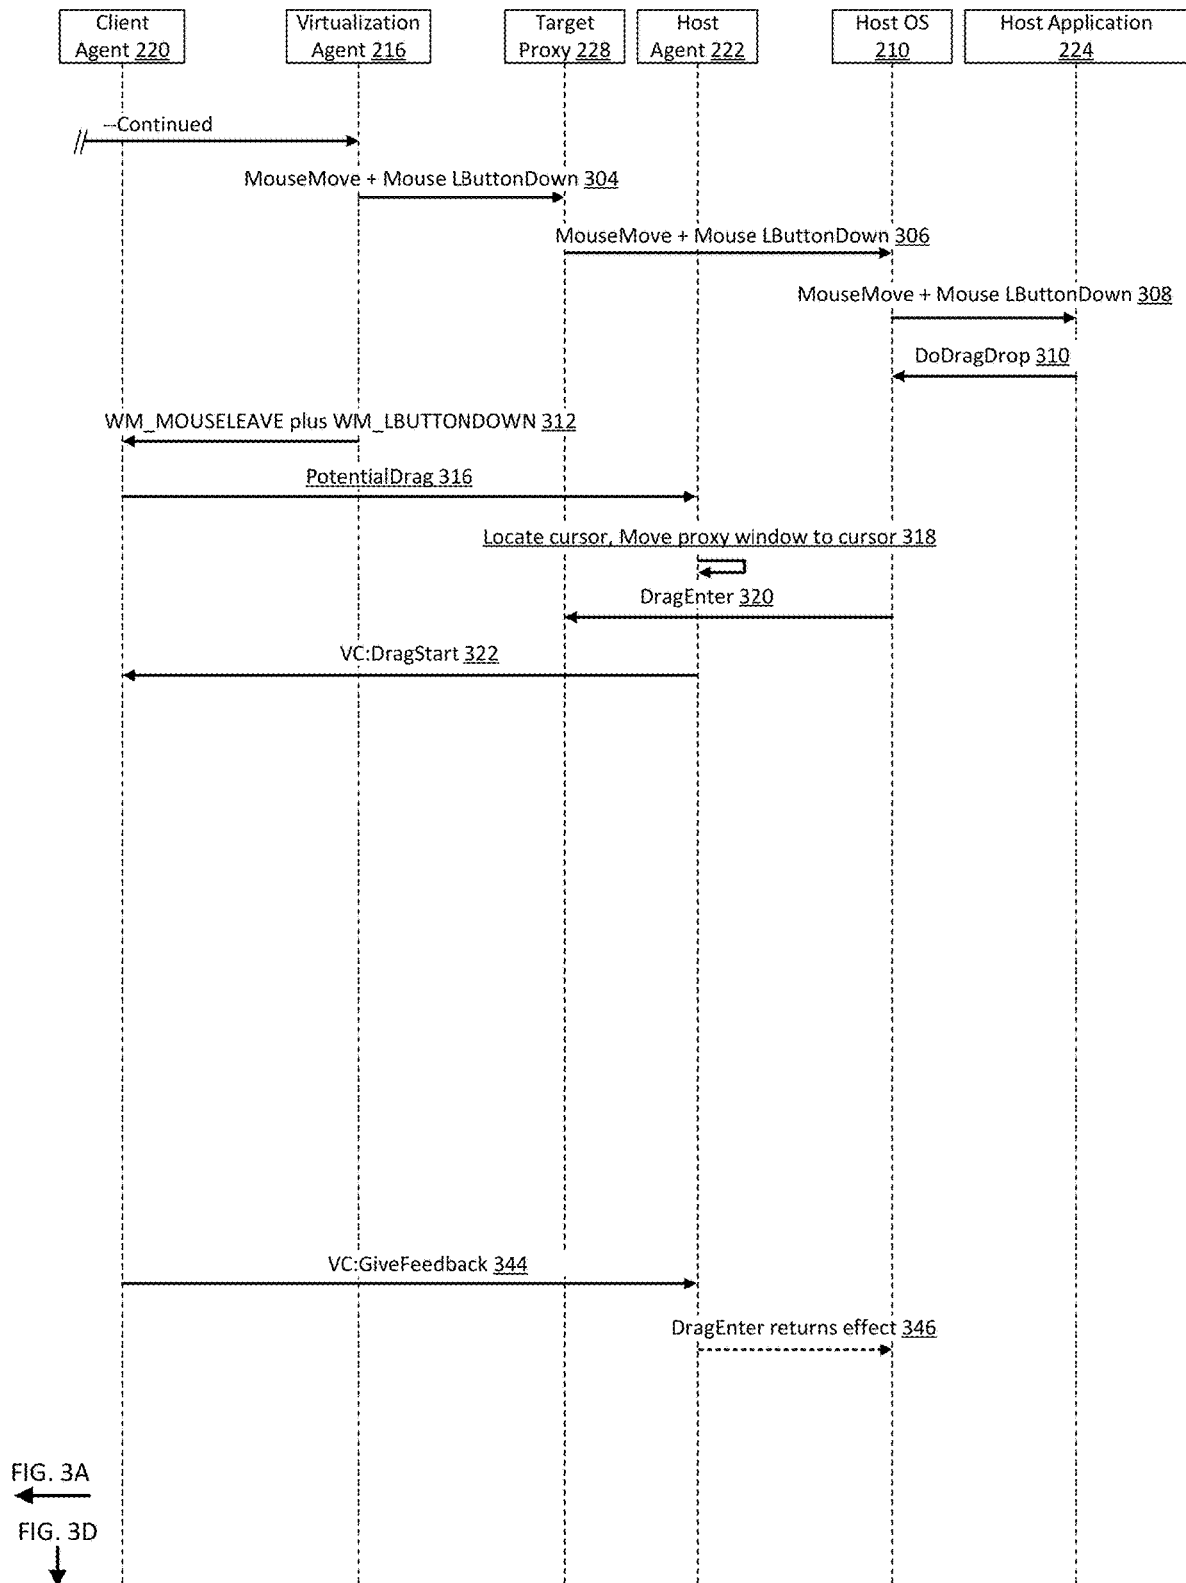 Client
Agent 220
Virtualization
Agent 216
Target
Proxy 228
Host
Agent 222
Host OS
210
Host Application
224
--Continued
MouseMove + Mouse LButtonDown 304
MouseMove + Mouse LButtonDown 306
MouseMove + Mouse LButtonDown 308
DoDragDrop 310
WM_MOUSELEAVE plus WM_LBUTTONDOWN 312
PotentialDrag 316
Locate cursor, Move proxy window to cursor 318
DragEnter 320
VC:DragStart 322
VC:GiveFeedback 344
DragEnter returns effect 346
FIG. 3A
FIG. 3D